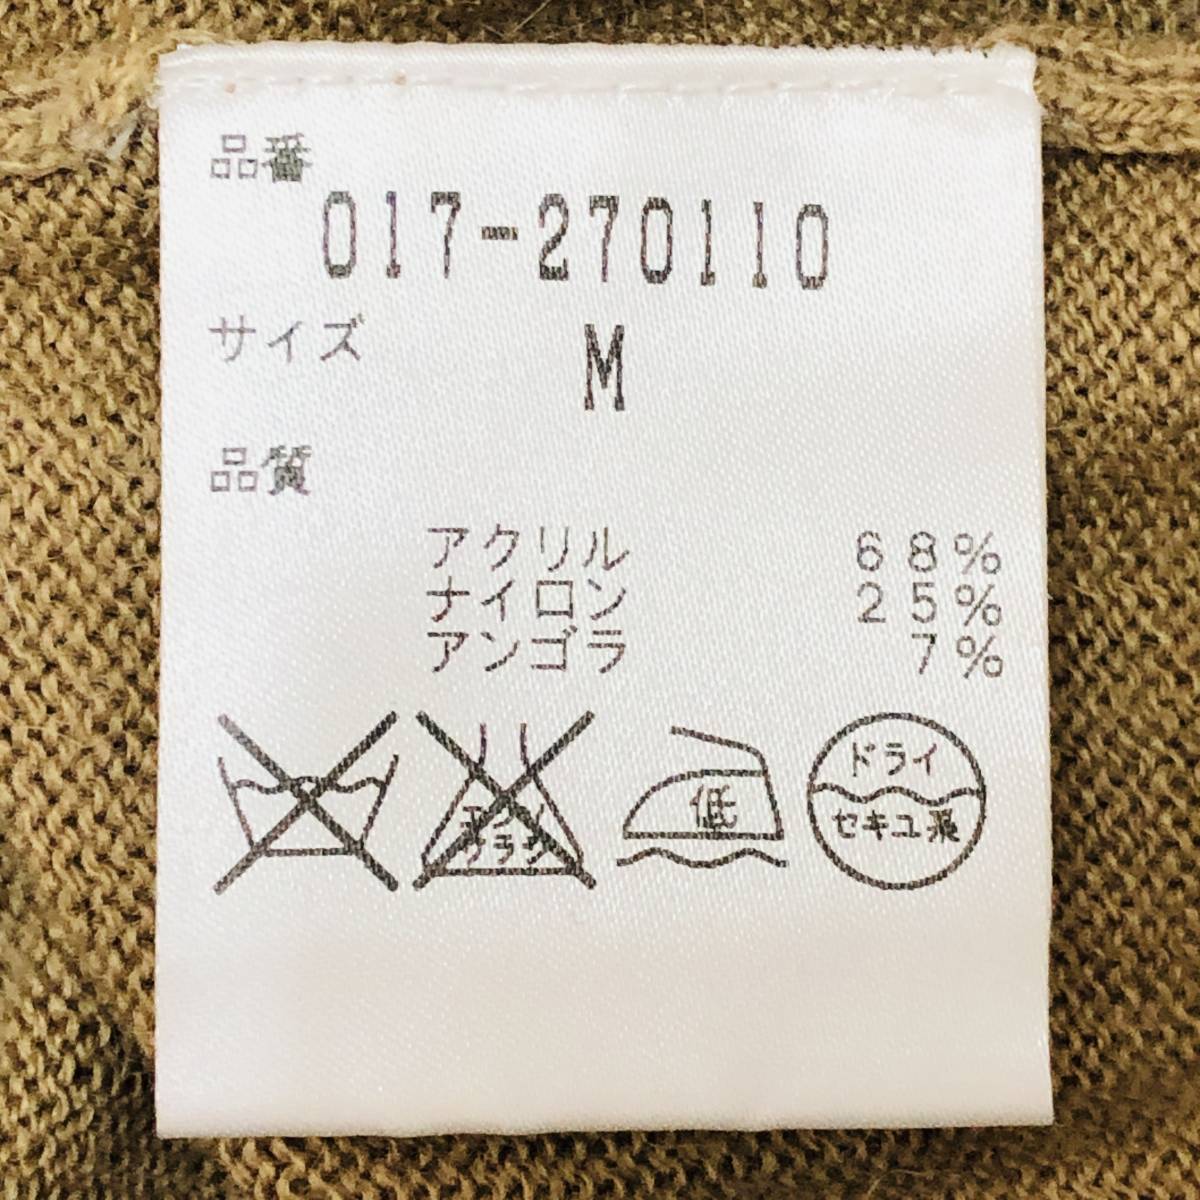 品番
017-270110
サイズ
M
品質
アクリル 68%
ナイロン 25%
アンゴラ 7%
低
ドライ
セキユ系